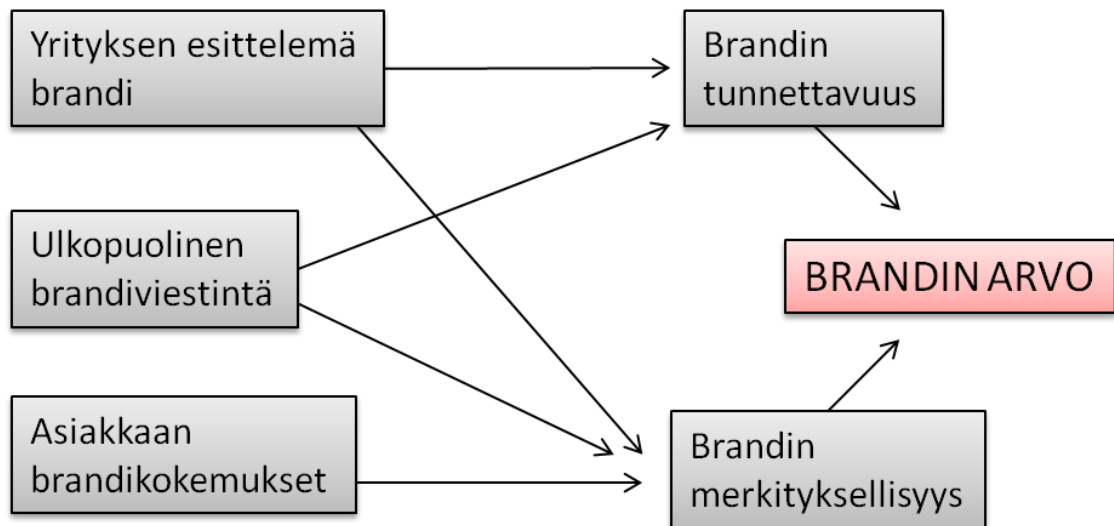 Yrityksen esittelemä
brandi
Brandin
tunnettavuus
Ulkopuolinen
brandiviestintä
BRANDIN ARVO
Asiakkaan
brandikokemukset
Brandin
merkityksellisyys